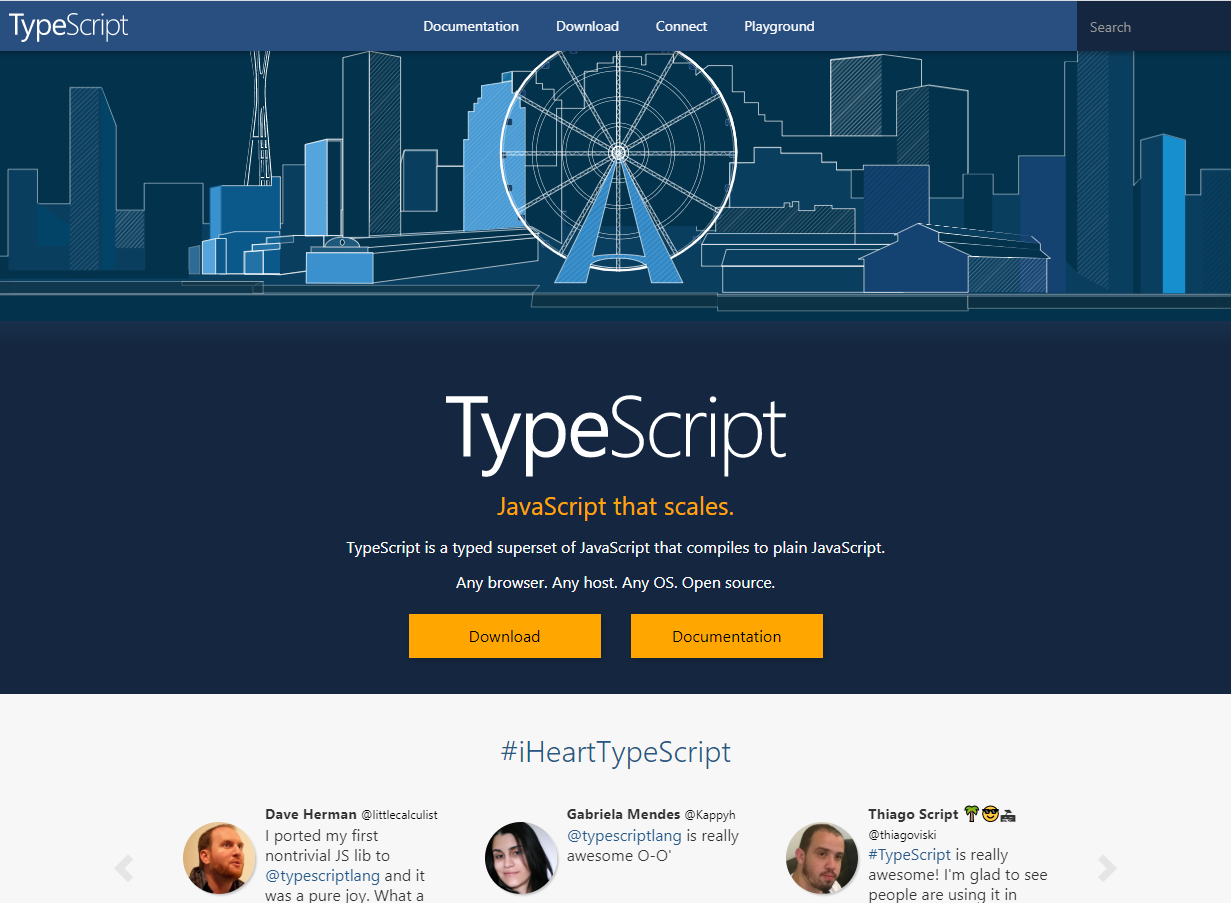 TypeScript
Documentation Download Connect Playground Search
TypeScript
JavaScript that scales.
TypeScript is a typed superset of JavaScript that compiles to plain JavaScript.
Any browser. Any host. Any OS. Open source.
Download Documentation
#iHeartTypeScript
Dave Herman @littlecalculist
I ported my first
nontrivial JS lib to
@typescriptlang and it
was a pure joy. What a
Gabriela Mendes @Kappyh
@typescriptlang is really
awesome O-O'
Thiago Script 🌴😎🏊
@thiagoviski
#TypeScript is really
awesome! I'm glad to see
people are using it in